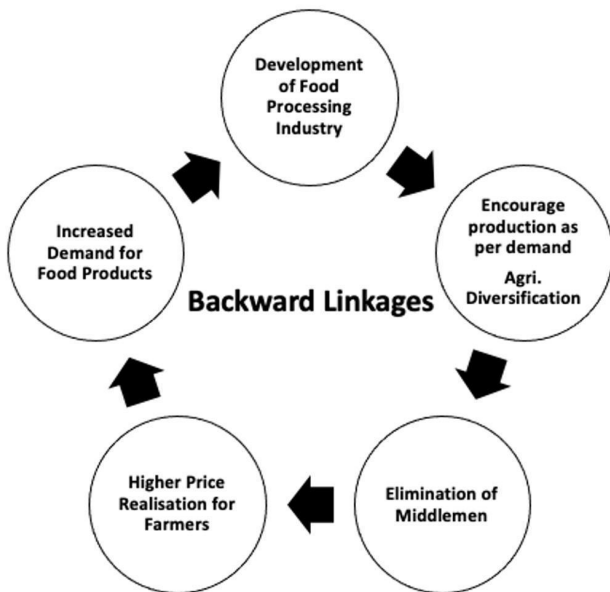 Development
of Food
Processing
Industry
Encourage
production as
per demand
Agri.
Diversification
Elimination of
Middlemen
Higher Price
Realisation for
Farmers
Increased
Demand for
Food Products
Backward Linkages